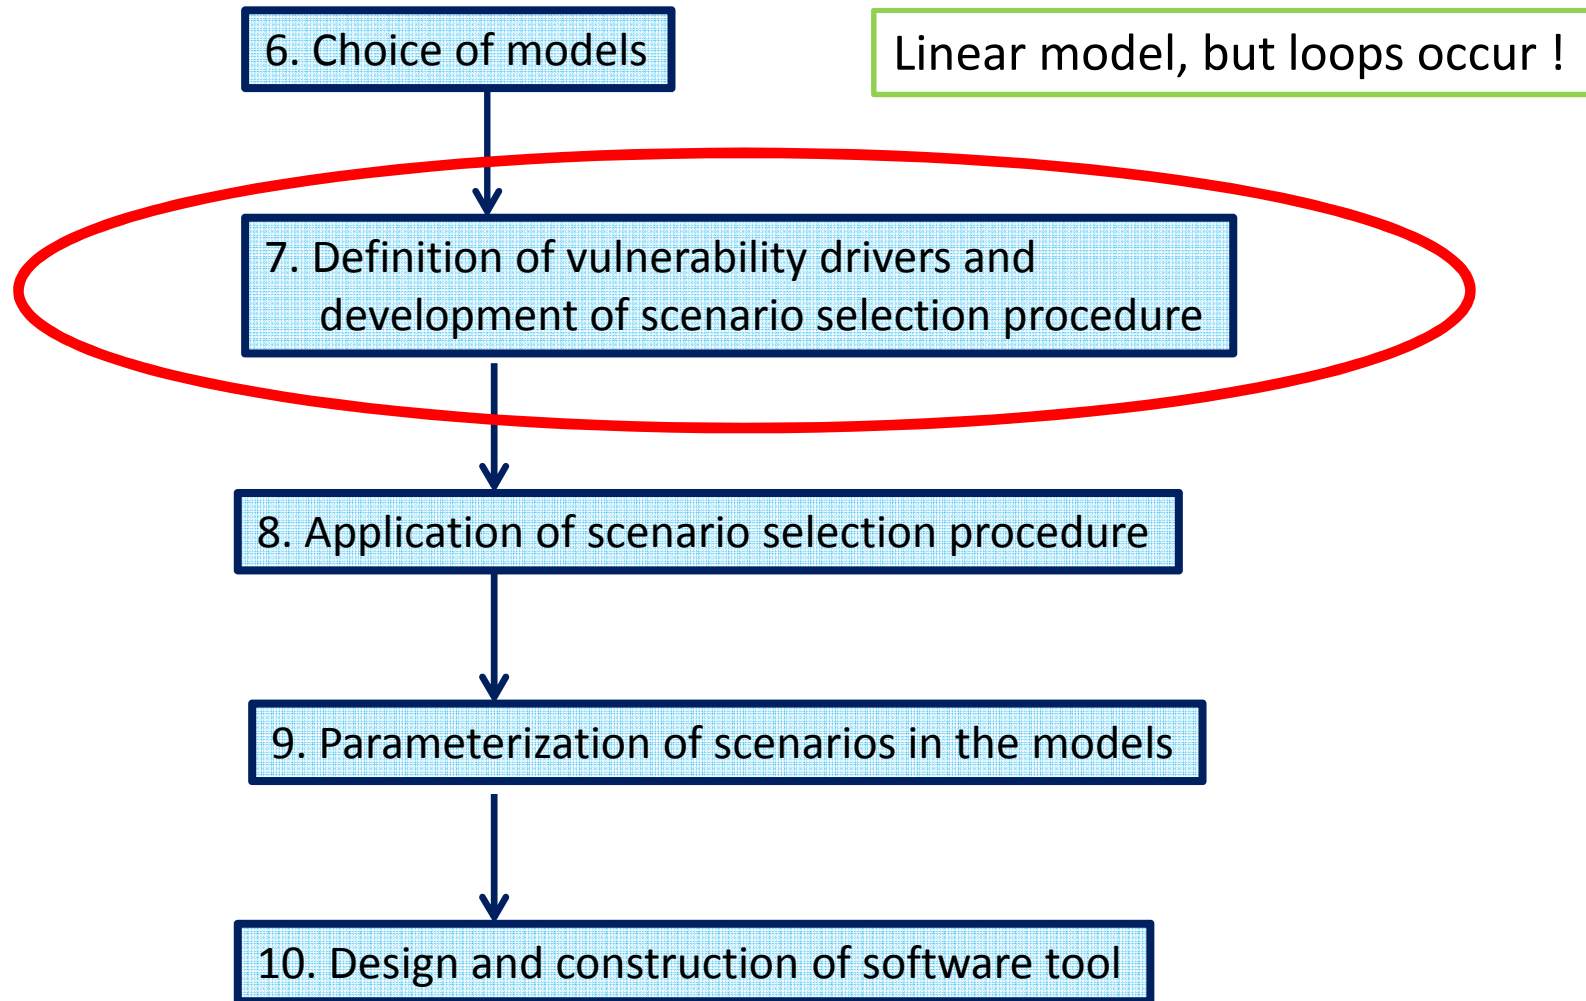 6. Choice of models
Linear model, but loops occur !
7. Definition of vulnerability drivers and
development of scenario selection procedure
8. Application of scenario selection procedure
9. Parameterization of scenarios in the models
10. Design and construction of software tool